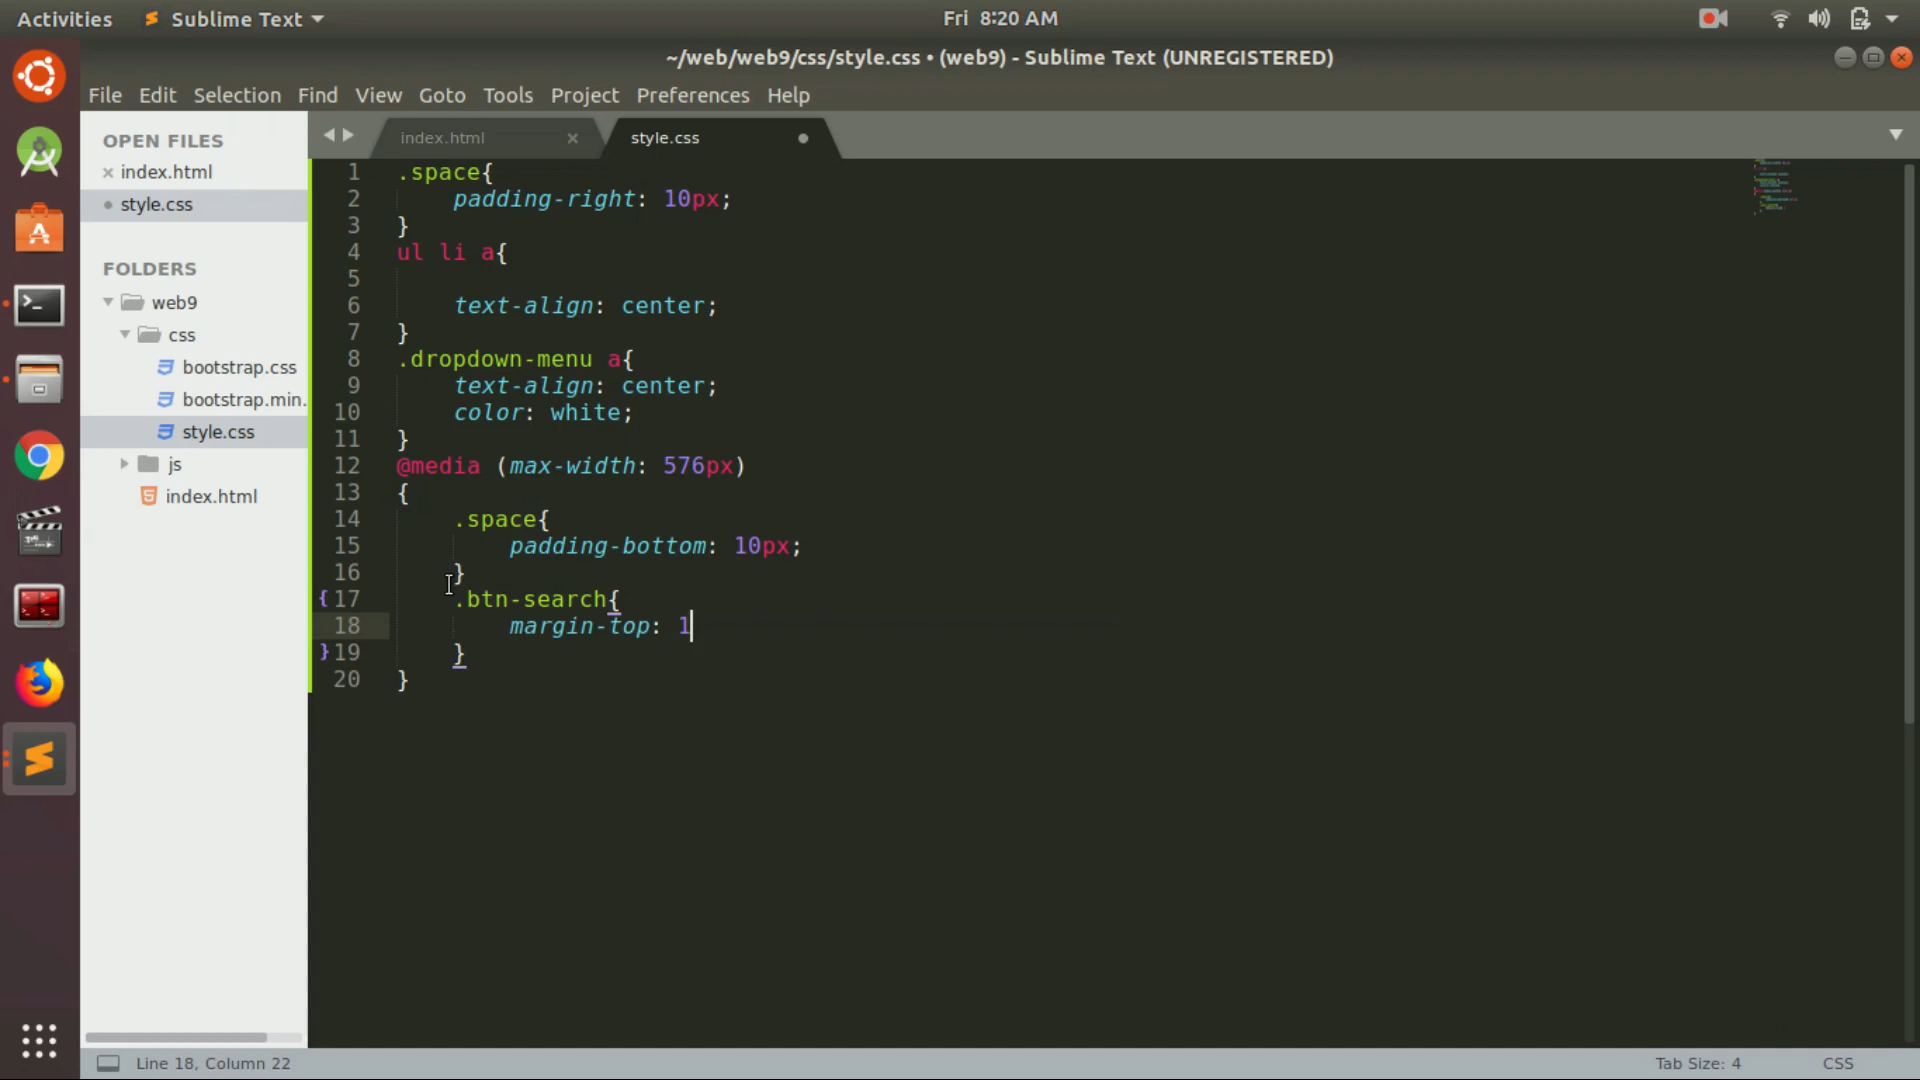 Activities Sublime Text Fri 8:20 AM
~/web/web9/css/style.css • (web9) - Sublime Text (UNREGISTERED)
File Edit Selection Find View Goto Tools Project Preferences Help
OPEN FILES
index.html
style.css
FOLDERS
web9
css
bootstrap.css
bootstrap.min.
style.css
js
index.html
index.html style.css
1 .space{
2 padding-right: 10px;
3 }
4 ul li a{
5
6 text-align: center;
7 }
8 .dropdown-menu a{
9 text-align: center;
10 color: white;
11 }
12 @media (max-width: 576px)
13 {
14 .space{
15 padding-bottom: 10px;
16 }
{ 17 .btn-search{
18 margin-top: 1
} 19 }
20 }
Line 18, Column 22 Tab Size: 4 CSS